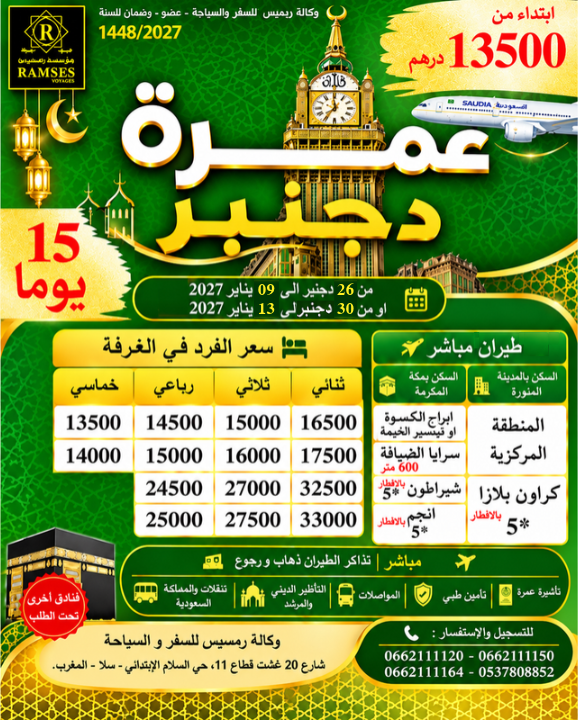 وكالة ريميس للسفر والسياحة - عضو - وضمان للسنة
1448/2027
R
مؤسسة رمسيس
RAMSES
VOYAGES
ابتداء من
13500 درهم
SAUDIA السعودية
عمرة
دجنبر
15
يوما
من 26 دجنبر الى 09 يناير 2027
او من 30 دجنبرلى 13 يناير 2027
طيران مباشر
السكن بالمدينة المنورة
السكن بمكة المكرمة
سعر الفرد في الغرفة
ثنائي ثلاثي رباعي خماسي
المنطقة المركزية
ابراج الكسوة
او فيتسير الخيمة
16500 15000 14500 13500
سرايا الضيافة
600 متر
17500 16000 15000 14000
كراون بلازا
5* بالافطار
شيراطون 5* بالافطار
32500 27000 24500
انجم 5* بالافطار
33000 27500 25000
مباشر | تذاكر الطيران ذهاب و رجوع
تأشيرة عمرة
تأمين طبي
المواصلات
التأطير الديني والمرشد
تنقلات والمملكة السعودية
فنادق أخرى
تحت الطلب
وكالة رمسيس للسفر و السياحة
شارع 20 غشت قطاع 11، حي السلام الإبتدائي - سلا - المغرب.
للتسجيل والإستفسار :
0662111120 - 0662111150
0662111164 - 0537808852